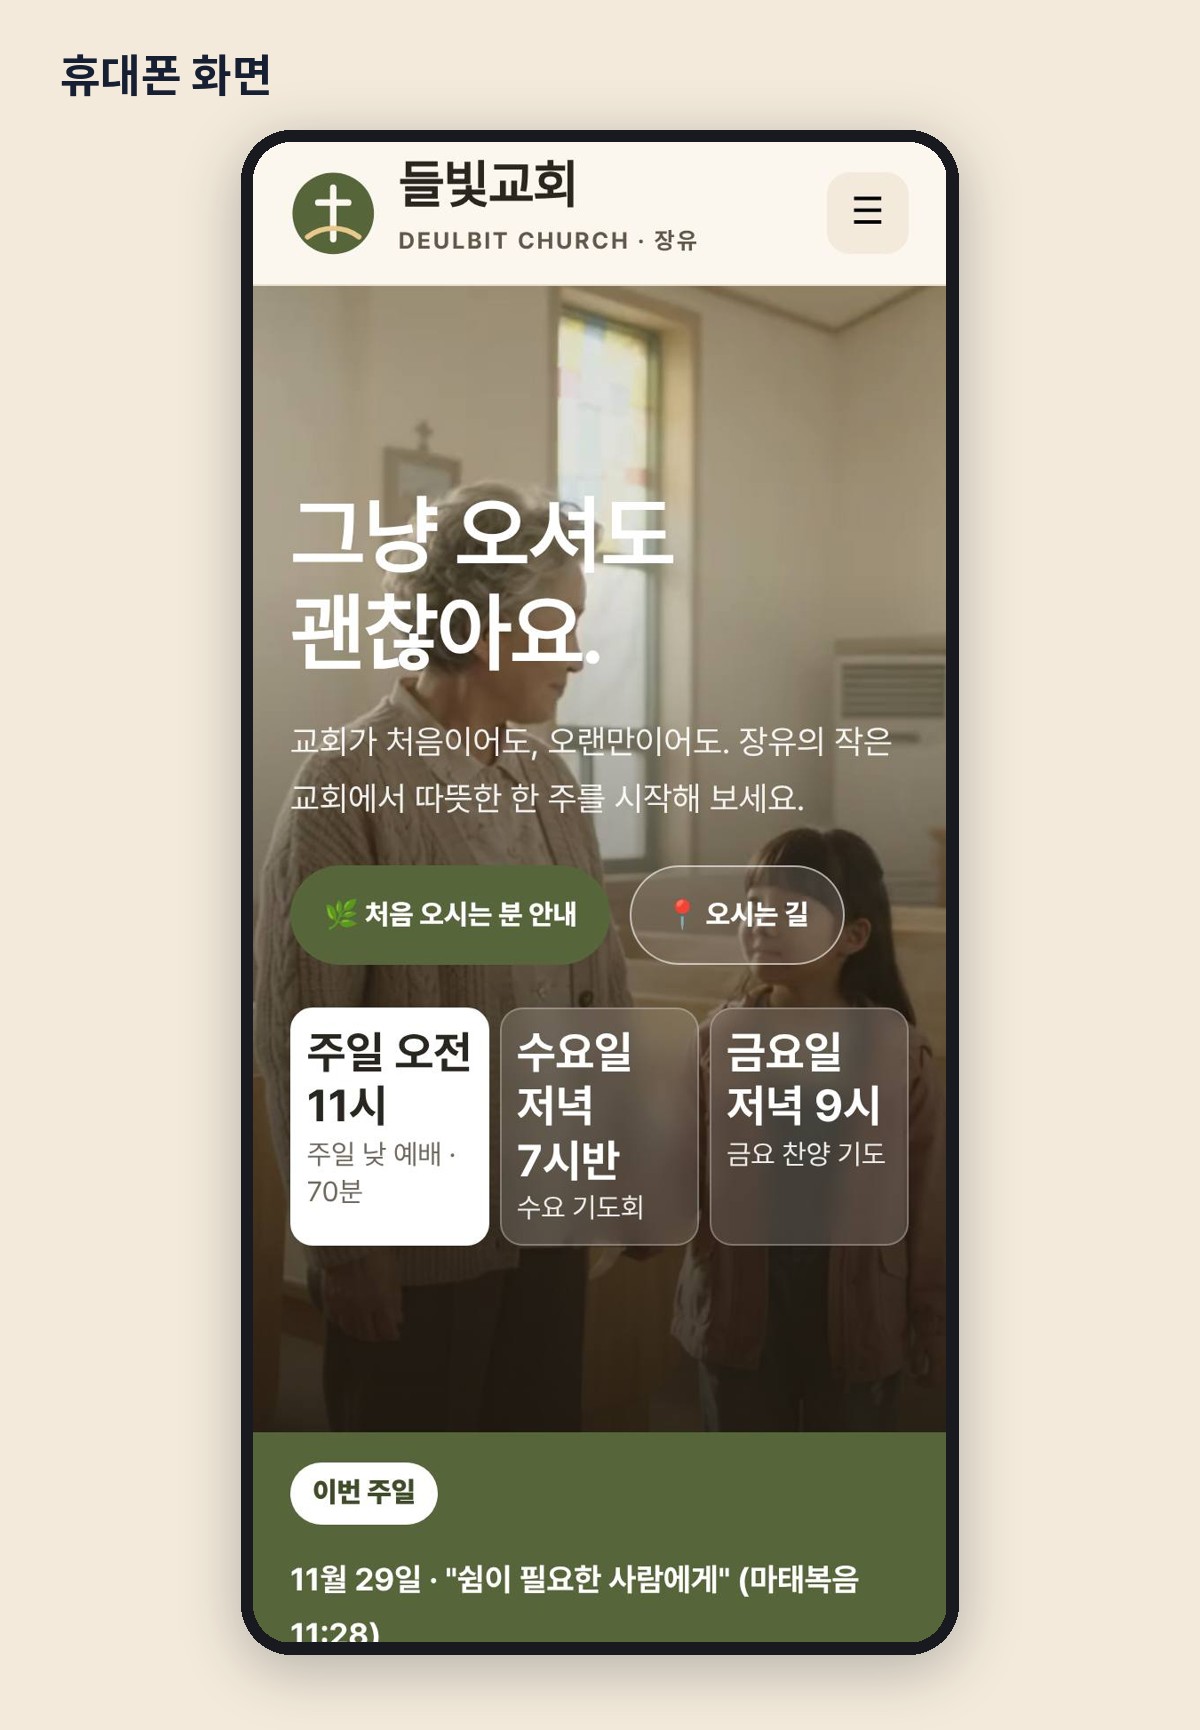 휴대폰 화면
들빛교회
DEULBIT CHURCH · 장유
☰
그냥 오셔도
괜찮아요.
교회가 처음이어도, 오랜만이어도. 장유의 작은
교회에서 따뜻한 한 주를 시작해 보세요.
🌿 처음 오시는 분 안내
📍 오시는 길
주일 오전
11시
주일 낮 예배 ·
70분
수요일
저녁
7시반
수요 기도회
금요일
저녁 9시
금요 찬양 기도
이번 주일
11월 29일 · "쉼이 필요한 사람에게" (마태복음
11:28)